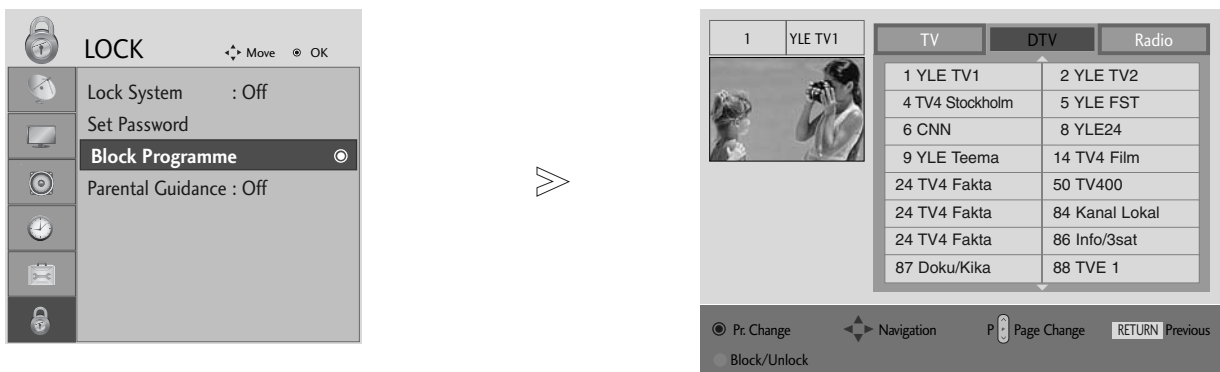 LOCK Move OK
Lock System : Off
Set Password
Block Programme
Parental Guidance : Off
1 YLE TV1
TV DTV Radio
1 YLE TV1 2 YLE TV2
4 TV4 Stockholm 5 YLE FST
6 CNN 8 YLE24
9 YLE Teema 14 TV4 Film
24 TV4 Fakta 50 TV400
24 TV4 Fakta 84 Kanal Lokal
24 TV4 Fakta 86 Info/3sat
87 Doku/Kika 88 TVE 1
Pr. Change Navigation P Page Change RETURN Previous
Block/Unlock